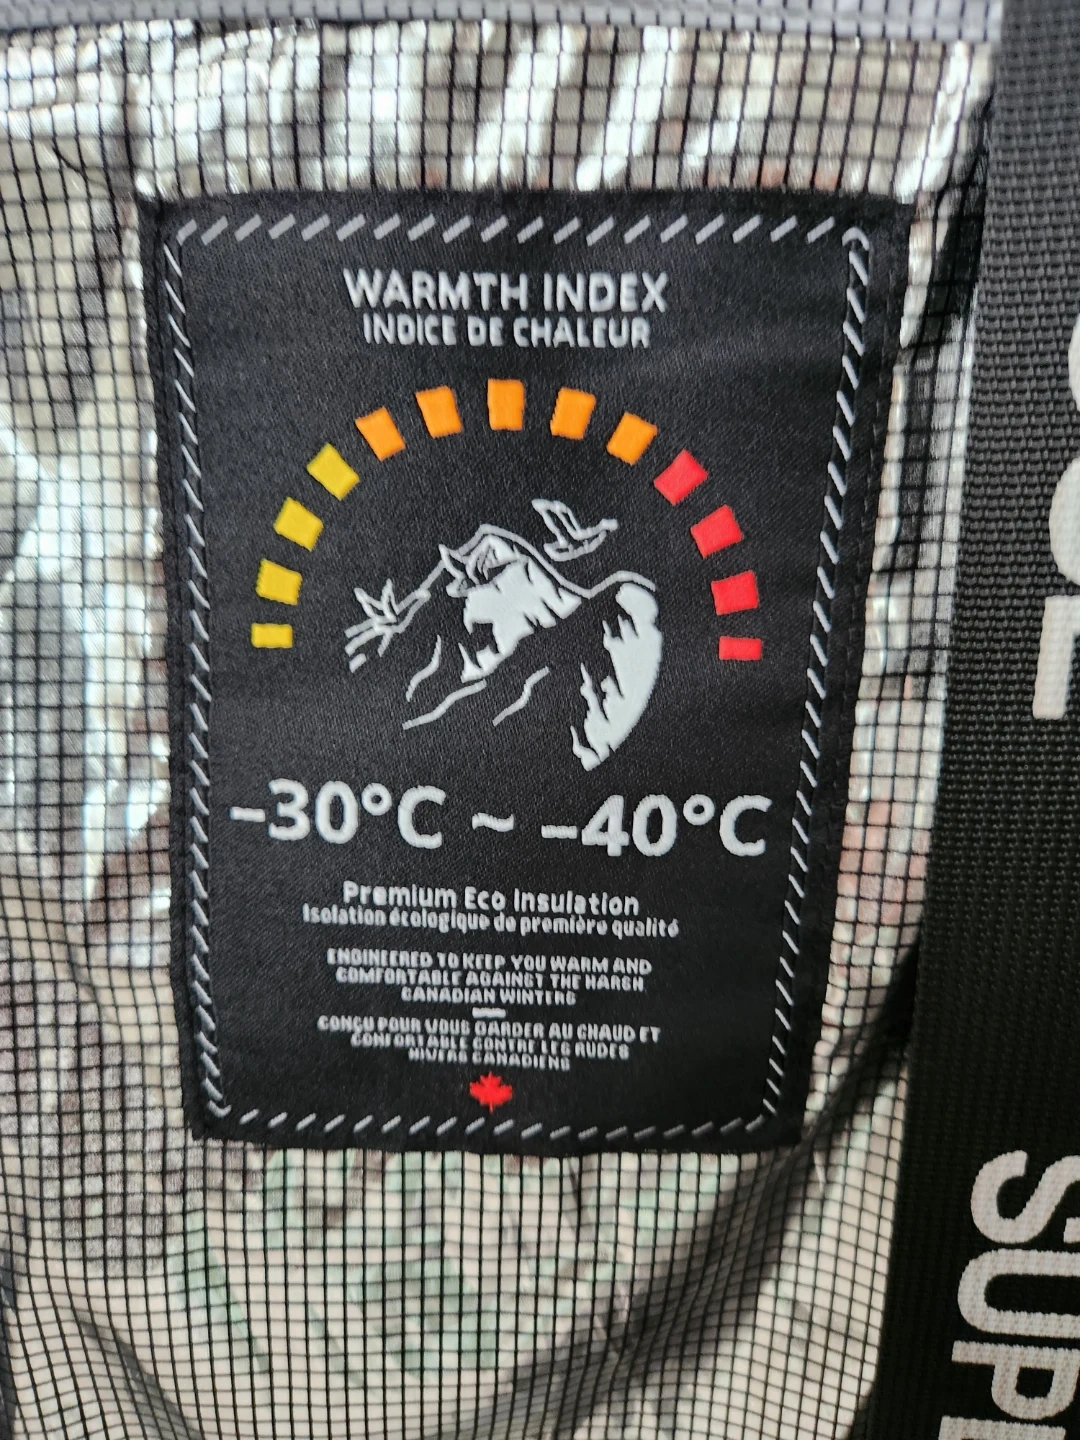 WARMTH INDEX
INDICE DE CHALEUR
-30°C ~ -40°C
Premium Eco Insulation
Isolation écologique de première qualité
ENGINEERED TO KEEP YOU WARM AND
COMFORTABLE AGAINST THE HARSH
CANADIAN WINTERS
CONÇU POUR VOUS GARDER AU CHAUD ET
CONFORTABLE CONTRE LES RUDES
HIVERS CANADIENS
SUPE